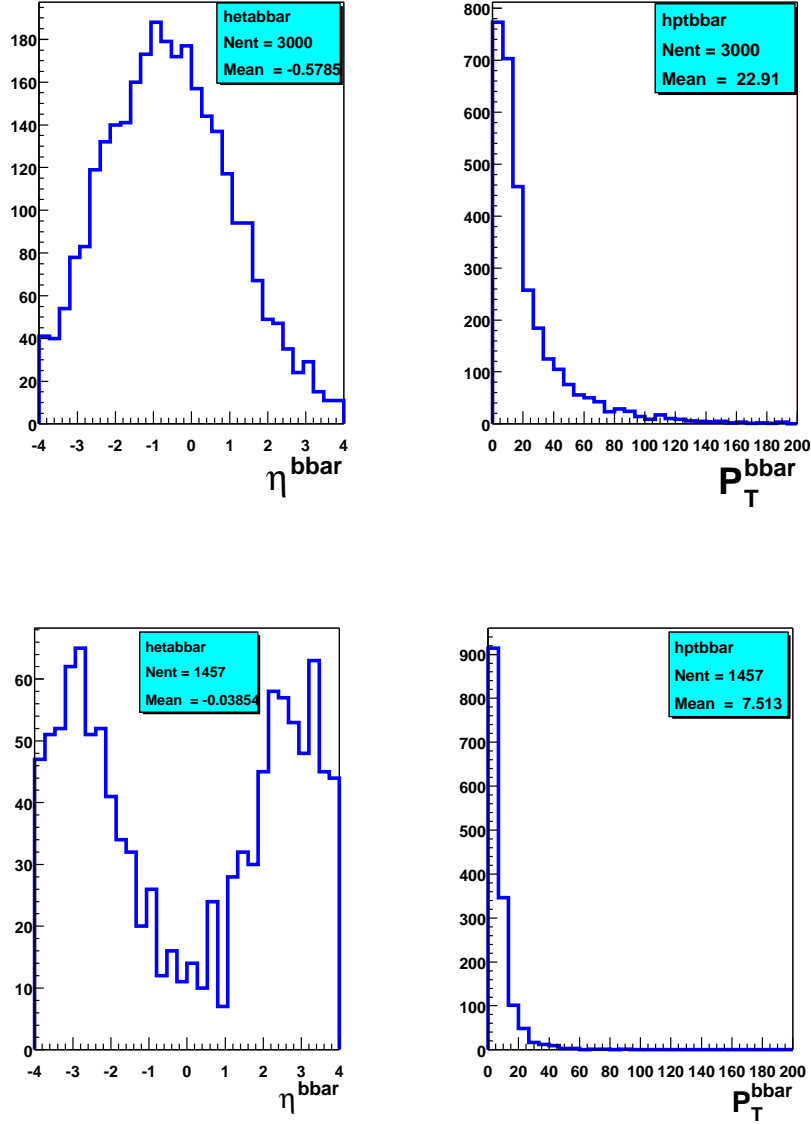 hetabbar
Nent = 3000
Mean = -0.5785
180
160
140
120
100
80
60
40
20
0
-4 -3 -2 -1 0 1 2 3 4
η bbar
hptbbar
Nent = 3000
Mean = 22.91
800
700
600
500
400
300
200
100
0
0 20 40 60 80 100 120 140 160 180 200
P T bbar
hetabbar
Nent = 1457
Mean = -0.03854
60
50
40
30
20
10
0
-4 -3 -2 -1 0 1 2 3 4
η bbar
hptbbar
Nent = 1457
Mean = 7.513
900
800
700
600
500
400
300
200
100
0
0 20 40 60 80 100 120 140 160 180 200
P T bbar